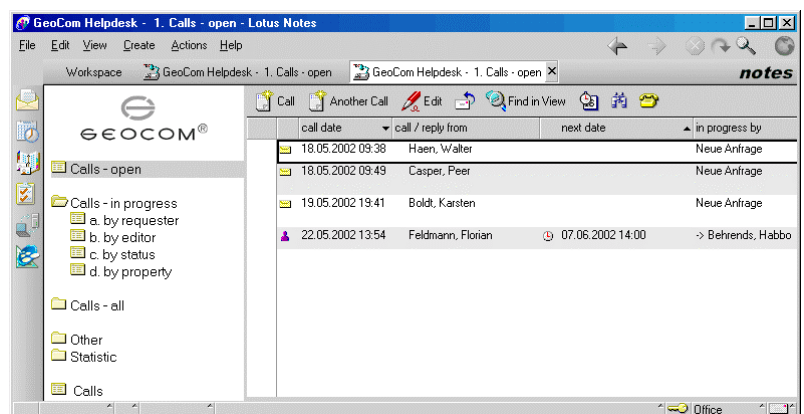 GeoCom Helpdesk - 1. Calls - open - Lotus Notes
File Edit View Create Actions Help
Workspace GeoCom Helpdesk - 1. Calls - open GeoCom Helpdesk - 1. Calls - open notes
Call Another Call Edit Find in View
GEOCOM®
call date call / reply from next date in progress by
18.05.2002 09:38 Haen, Walter Neue Anfrage
Calls - open
18.05.2002 09:49 Casper, Peer Neue Anfrage
Calls - in progress
19.05.2002 19:41 Boldt, Karsten Neue Anfrage
a. by requester
b. by editor
22.05.2002 13:54 Feldmann, Florian 07.06.2002 14:00 -> Behrends, Habbo
c. by status
d. by property
Calls - all
Other
Statistic
Calls
Office